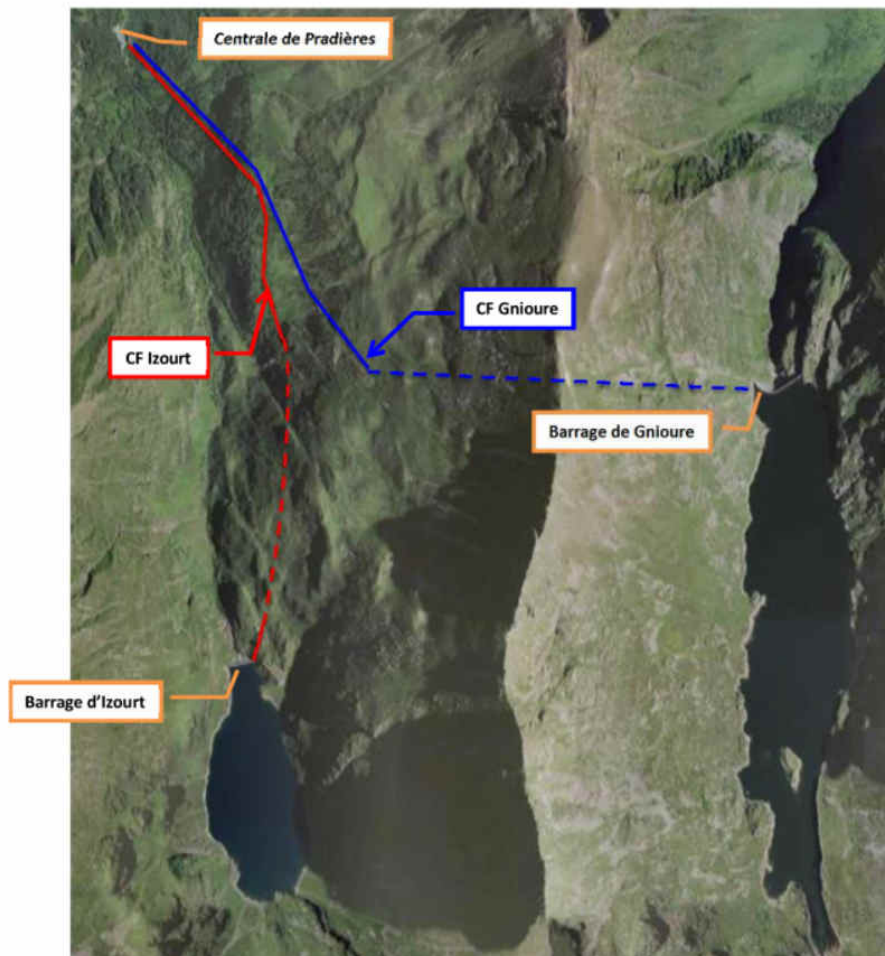 Centrale de Pradières
CF Gnioure
CF Izourt
Barrage de Gnioure
Barrage d'Izourt